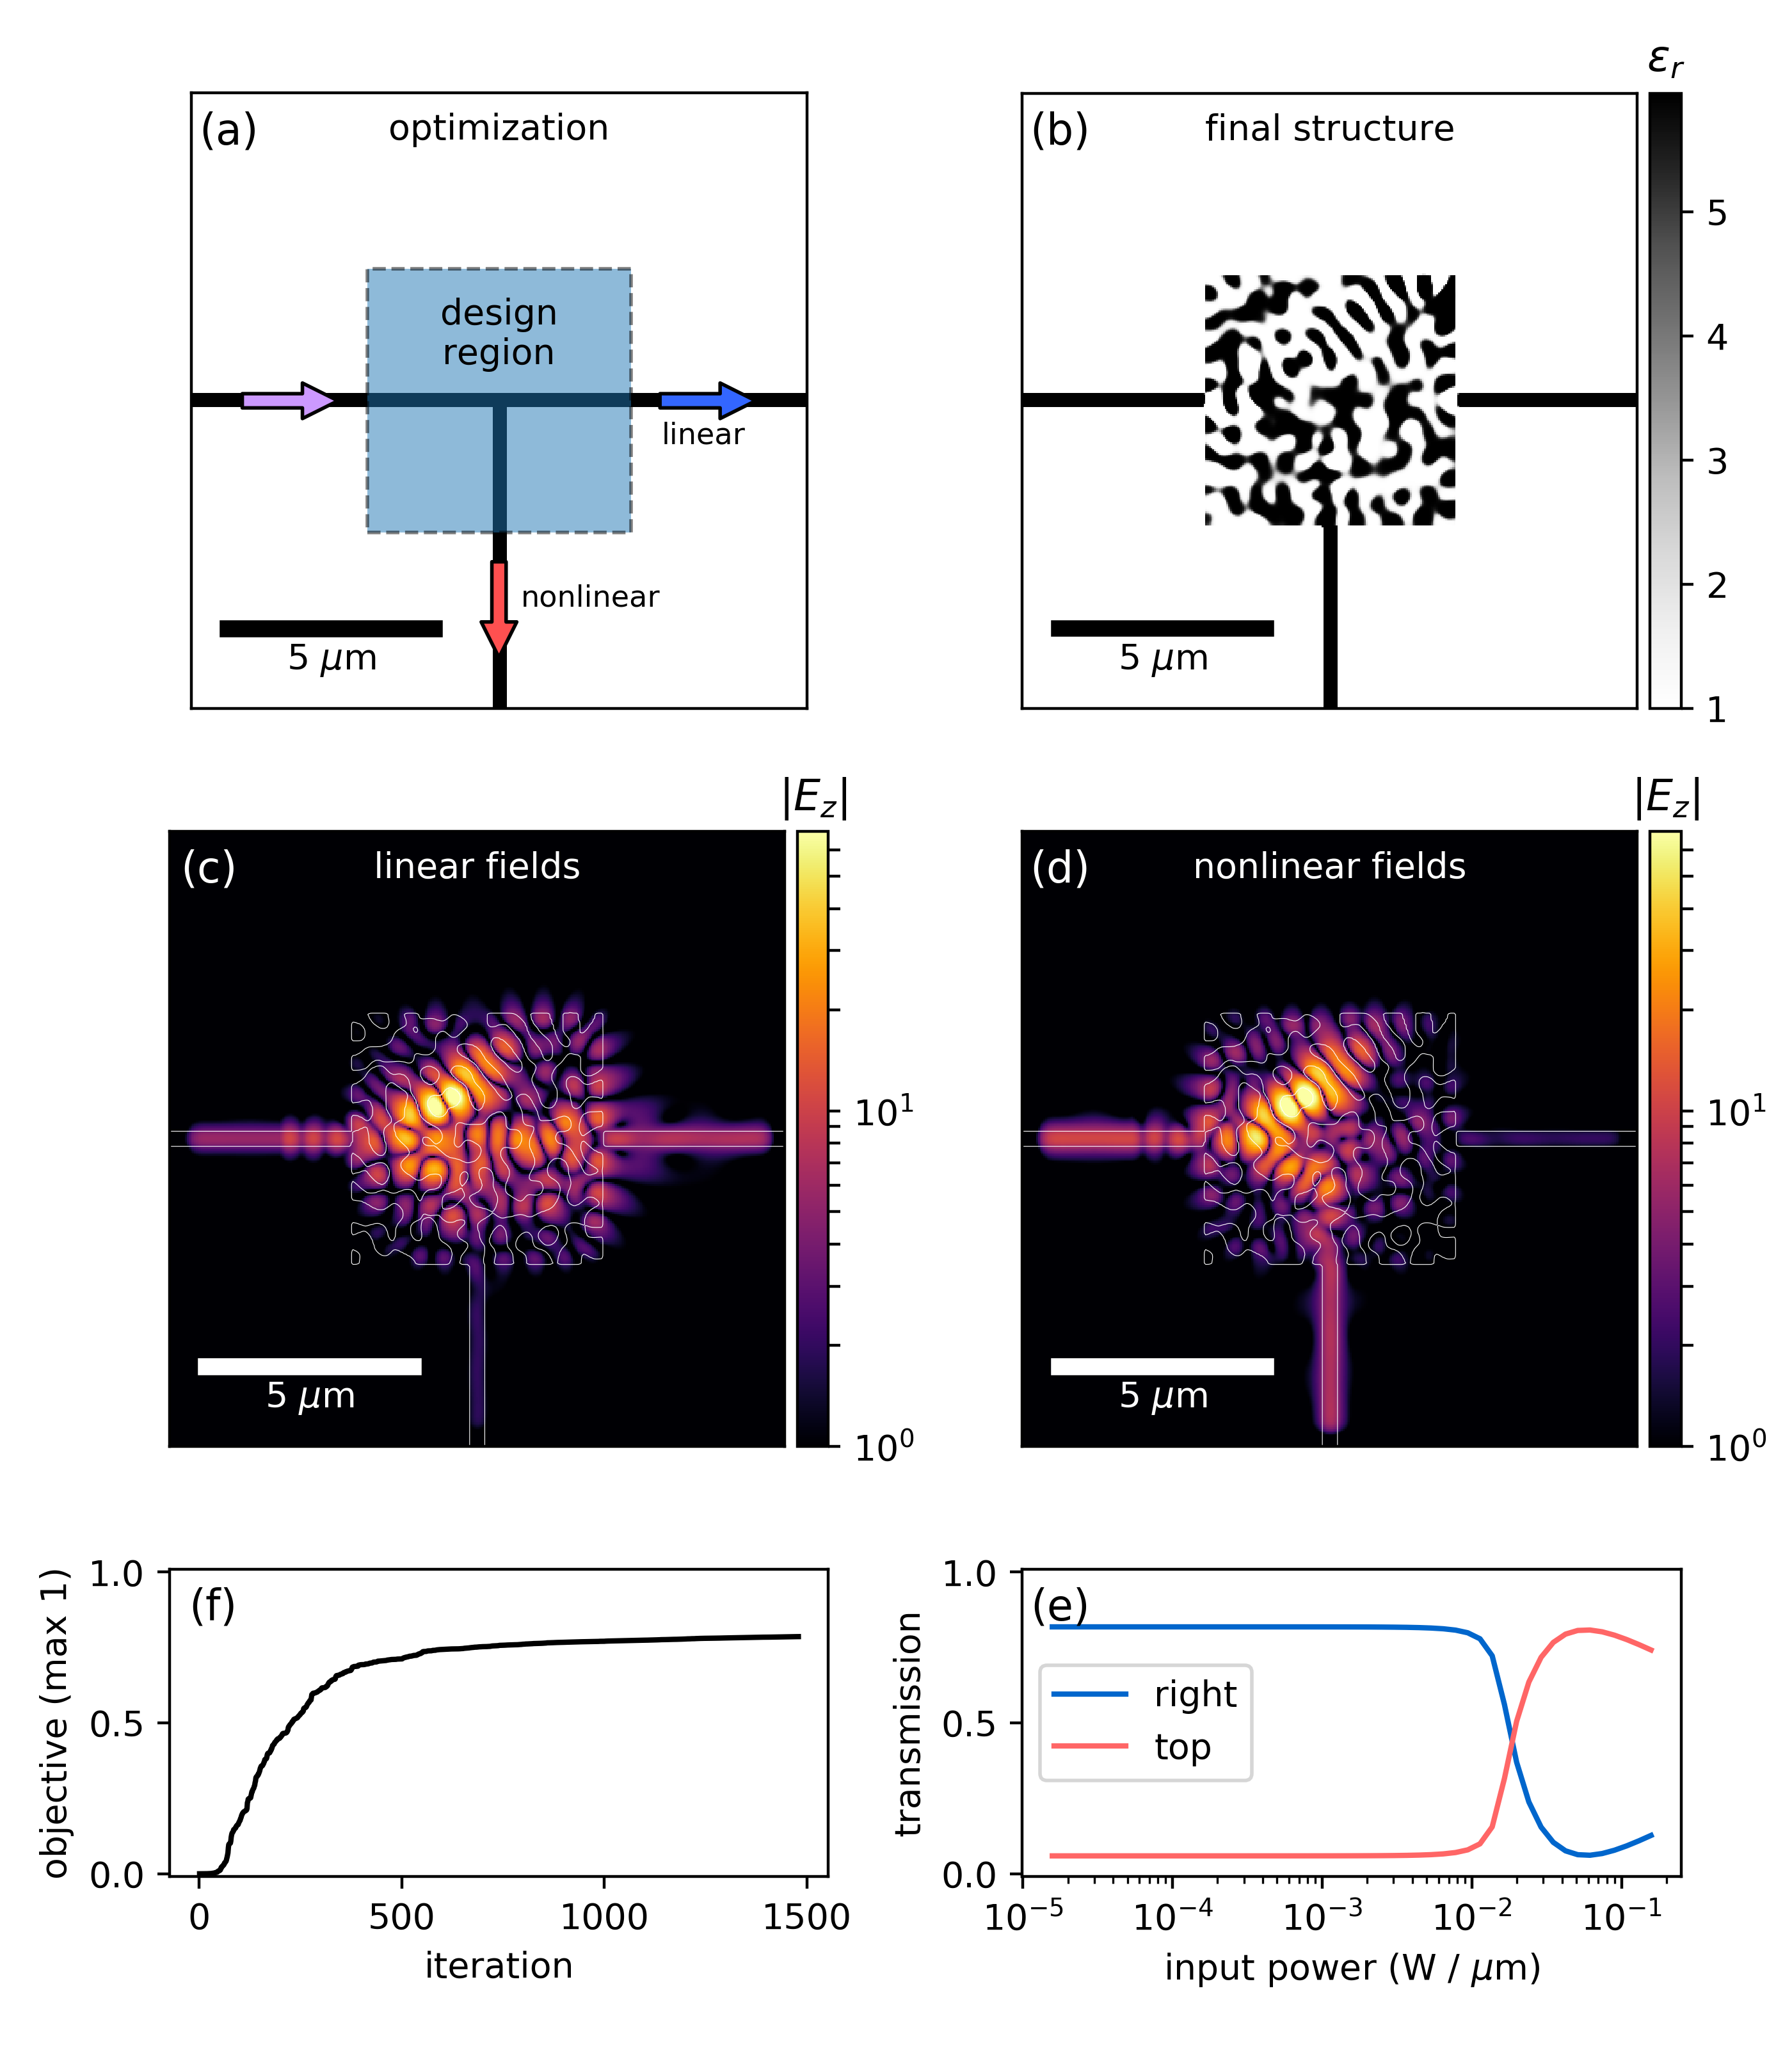 (a)
optimization
design
region
linear
nonlinear
5 μm
(b)
final structure
5 μm
εᵣ
5
4
3
2
1
(c)
linear fields
5 μm
|E_z|
10¹
10⁰
(d)
nonlinear fields
5 μm
|E_z|
10¹
10⁰
(f)
objective (max 1)
1.0
0.5
0.0
0 500 1000 1500
iteration
(e)
transmission
1.0
0.5
0.0
right
top
10⁻⁵ 10⁻⁴ 10⁻³ 10⁻² 10⁻¹
input power (W / μm)